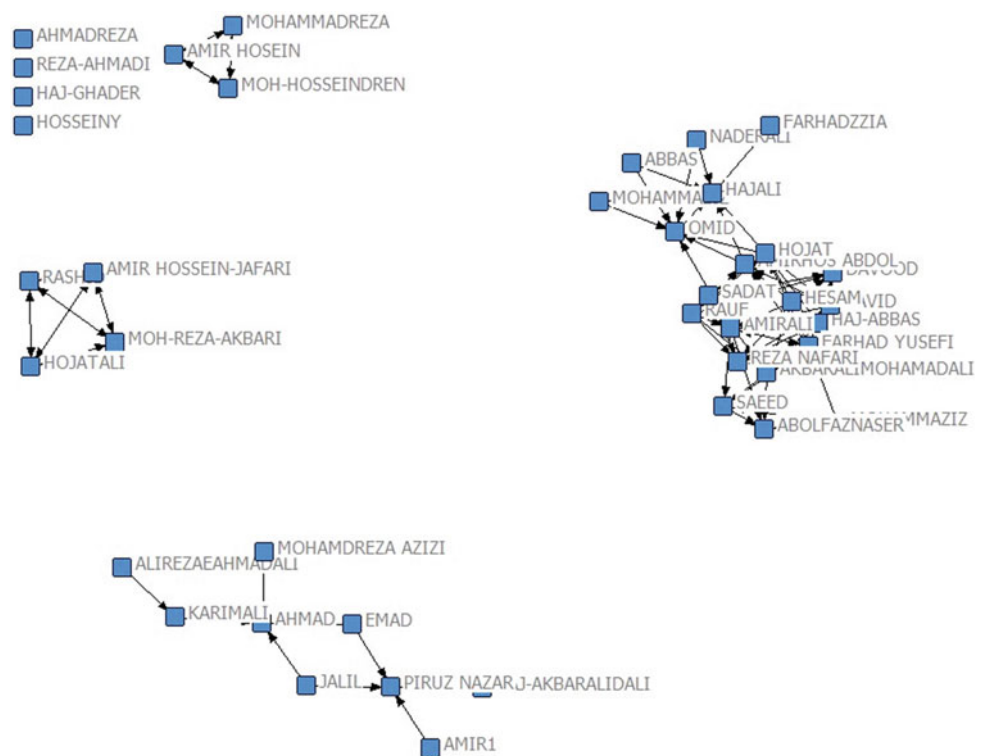 MOHAMMADREZA
AHMADREZA
AMIR HOSEIN
REZA-AHMADI
MOH-HOSSEINDREN
HAJ-GHADER
HOSSEINY
FARHADZZIA
NADERALI
ABBAS
HAJALI
OMID
HOJAT
ABDOL
HESAM
SADAT
RAUF
HAJ-ABBAS
AMIRALI
FARHAD YUSEFI
REZA NAFARI
MOHAMADALI
SAEED
ABOLFAZNASER
AMIR HOSSEIN-JAFARI
MOH-REZA-AKBARI
HOJATALI
MOHAMDREZA AZIZI
ALIREZAEAHMADALI
KARIMALI
AHMAD
EMAD
JALIL
PIRUZ NAZAR
J-AKBARALIDALI
AMIR1